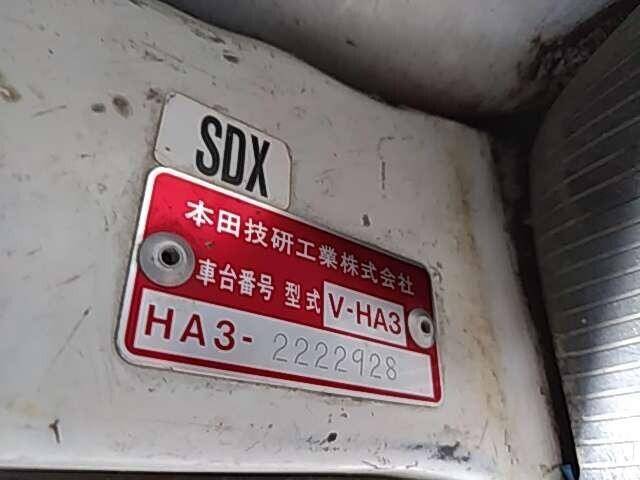 SDX
本田技研工業株式会社
車台番号 型式 V-HA3
HA3-2222928